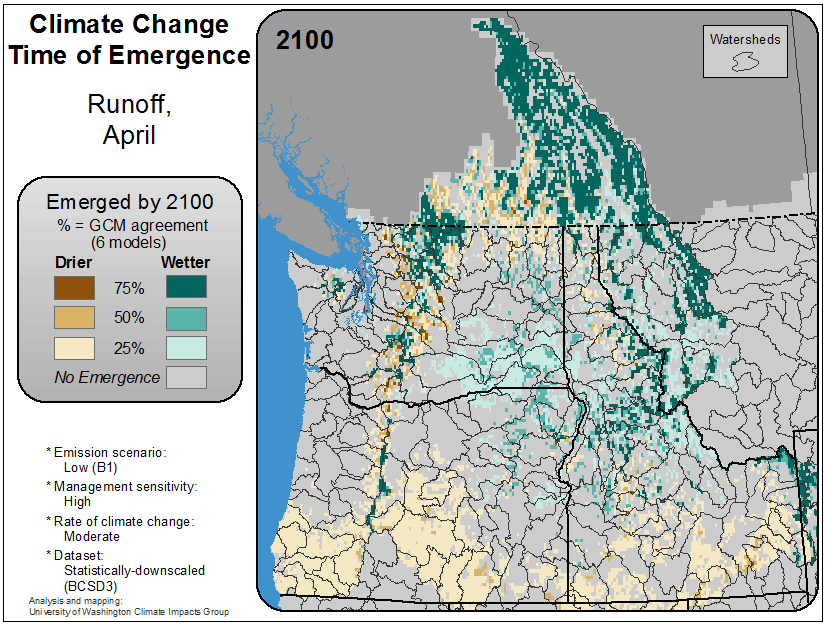 Climate Change
Time of Emergence
Runoff,
April
Emerged by 2100
% = GCM agreement
(6 models)
Drier Wetter
75%
50%
25%
No Emergence
* Emission scenario:
Low (B1)
* Management sensitivity:
High
* Rate of climate change:
Moderate
* Dataset:
Statistically-downscaled
(BCSD3)
Analysis and mapping:
University of Washington Climate Impacts Group
2100
Watersheds